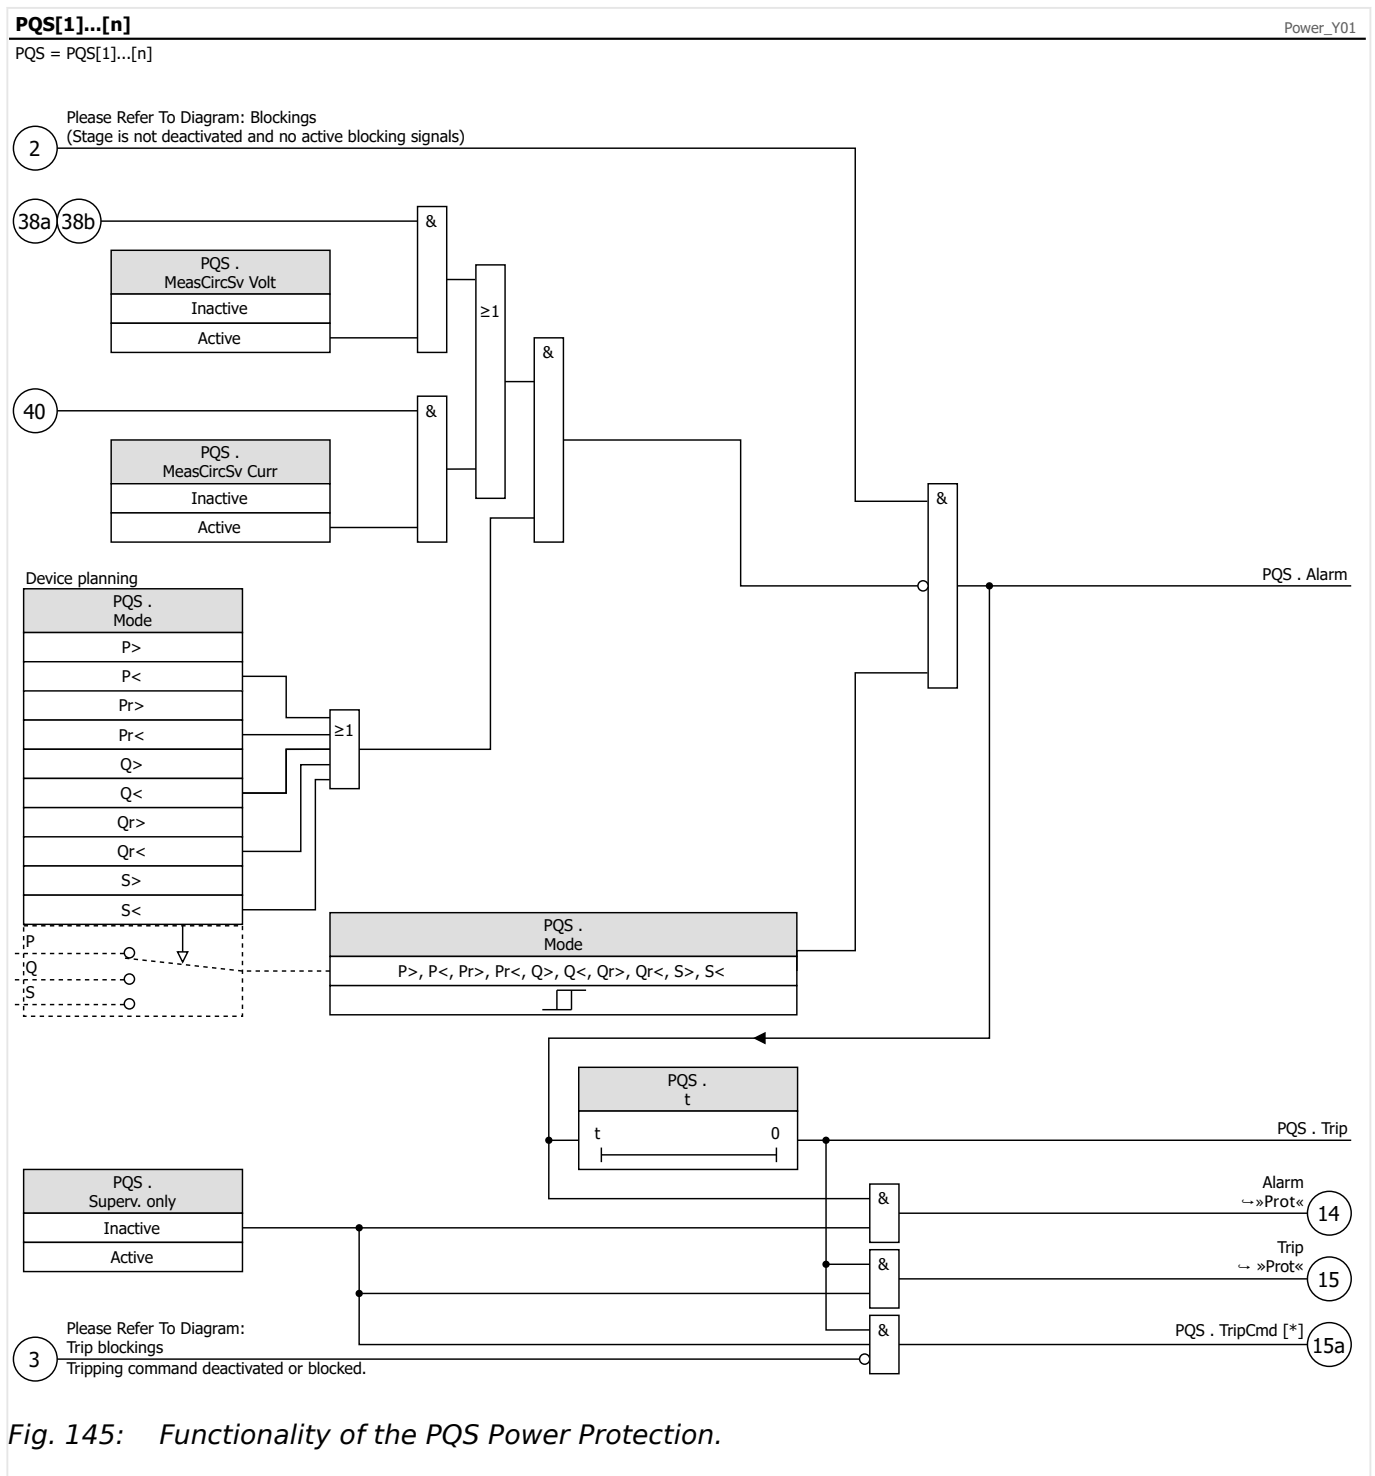 PQS[1]...[n]
Power_Y01
PQS = PQS[1]...[n]
Please Refer To Diagram: Blockings
2
(Stage is not deactivated and no active blocking signals)
38a
38b
&
PQS .
MeasCircSv Volt
Inactive
Active
≥1
&
40
&
PQS .
MeasCircSv Curr
Inactive
Active
&
Device planning
PQS .
Mode
P>
P<
Pr>
Pr<
Q>
Q<
Qr>
Qr<
S>
S<
≥1
PQS . Alarm
P
Q
S
PQS .
Mode
P>, P<, Pr>, Pr<, Q>, Q<, Qr>, Qr<, S>, S<
PQS .
t
t
0
PQS . Trip
PQS .
Superv. only
Inactive
Active
&
Alarm
↪»Prot«
14
&
Trip
↪ »Prot«
15
Please Refer To Diagram:
Trip blockings
3
Tripping command deactivated or blocked.
&
PQS . TripCmd [*]
15a
Fig. 145: Functionality of the PQS Power Protection.